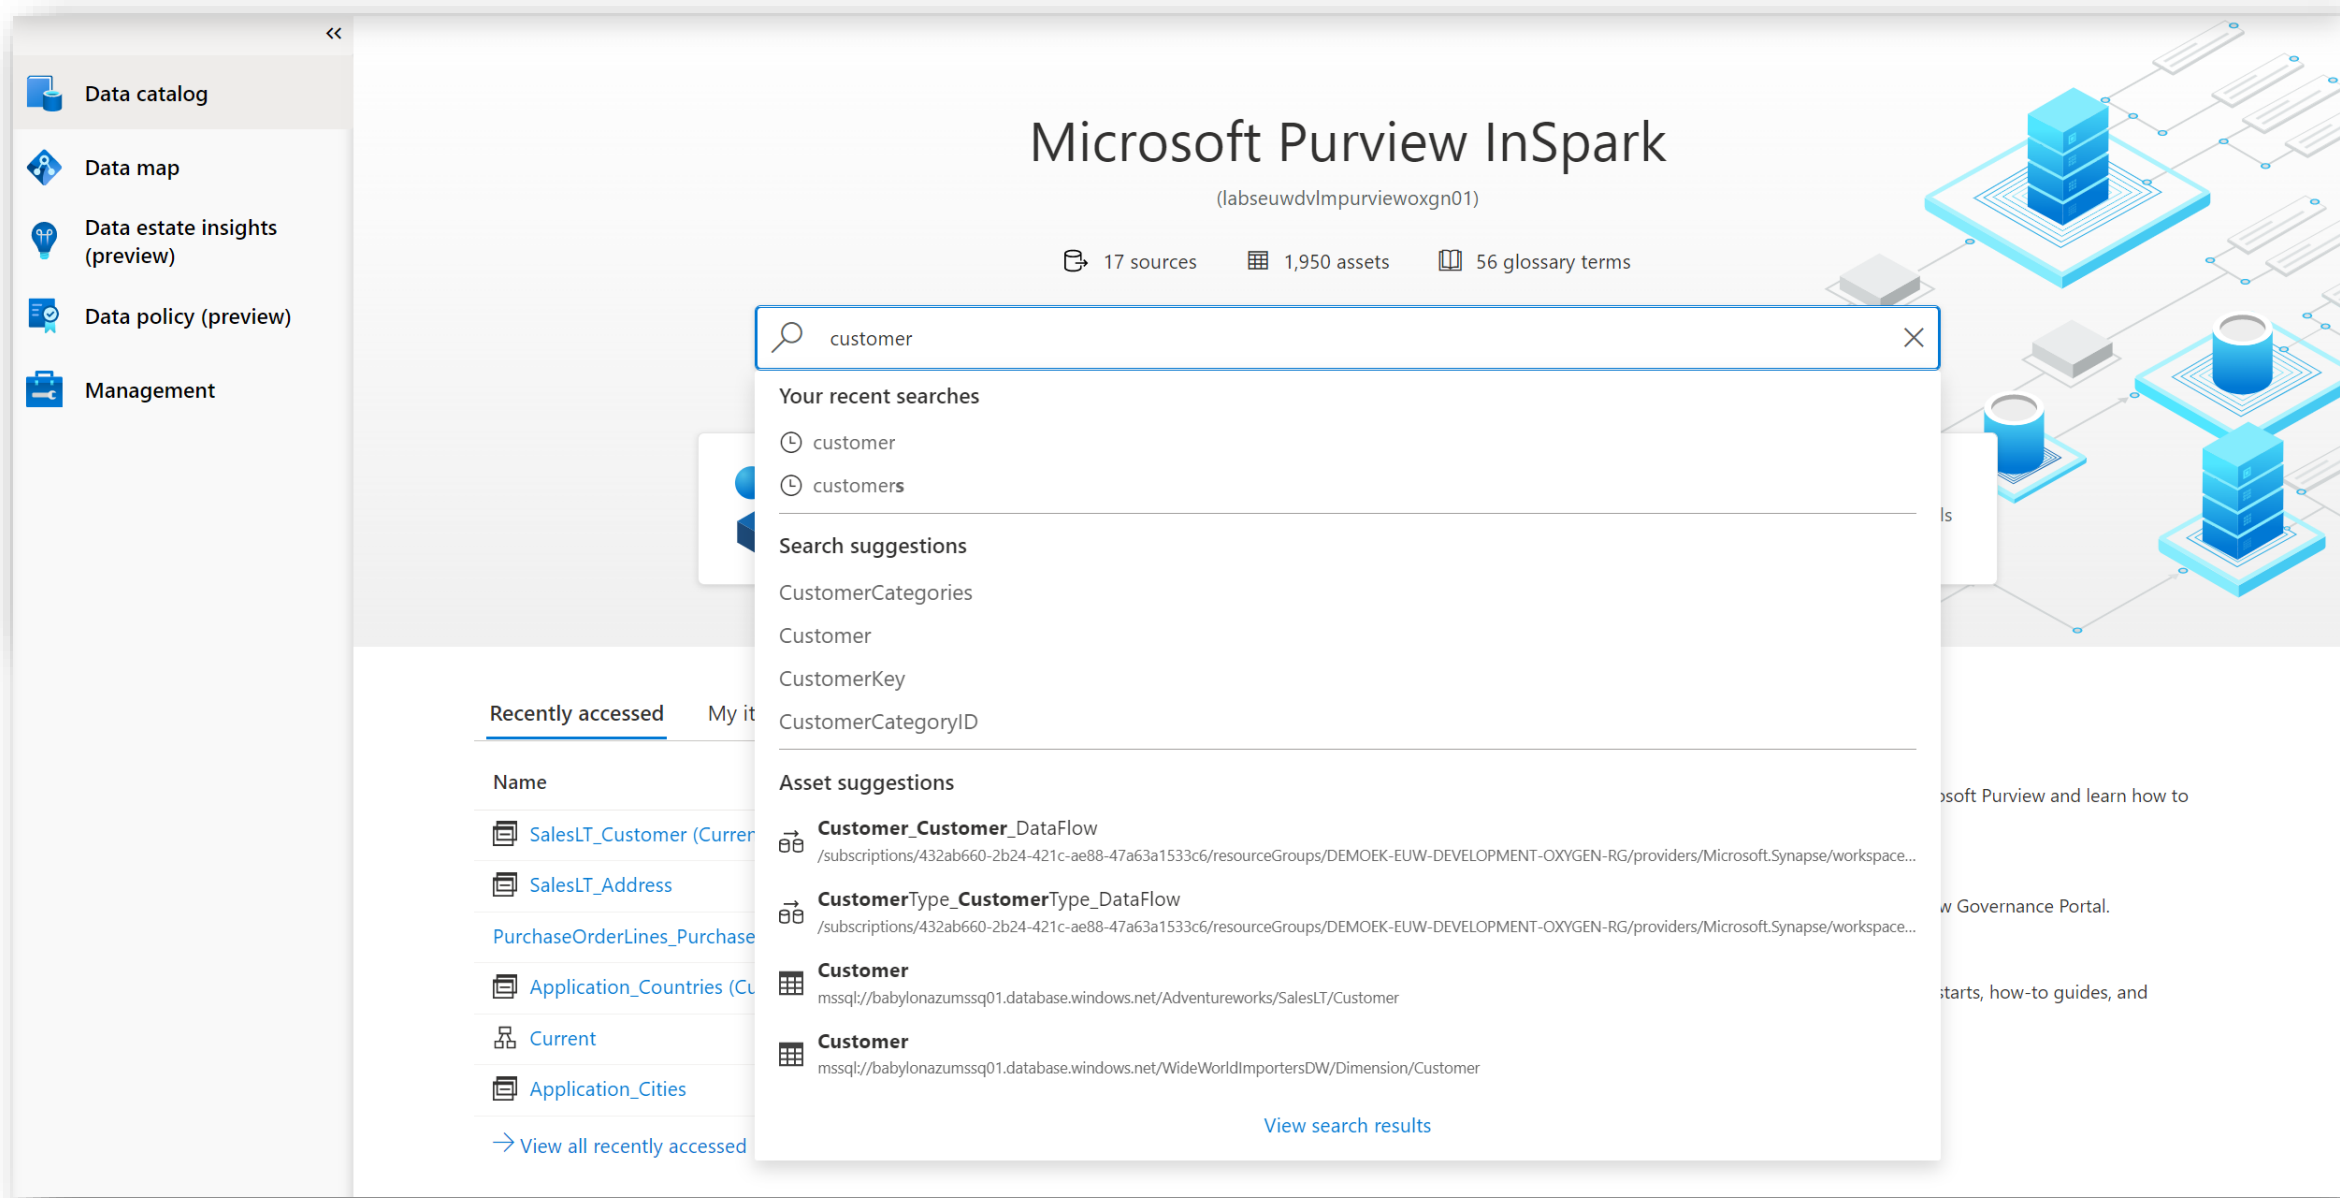 Data catalog
Data map
Data estate insights
(preview)
Data policy (preview)
Management
Microsoft Purview InSpark
(labseuwdvlmpurviewoxgn01)
17 sources
1,950 assets
56 glossary terms
customer
Your recent searches
customer
customers
Search suggestions
CustomerCategories
Customer
CustomerKey
CustomerCategoryID
Asset suggestions
Customer_Customer_DataFlow
/subscriptions/432ab660-2b24-421c-ae88-47a63a1533c6/resourceGroups/DEMOEK-EUW-DEVELOPMENT-OXYGEN-RG/providers/Microsoft.Synapse/workspace...
CustomerType_CustomerType_DataFlow
/subscriptions/432ab660-2b24-421c-ae88-47a63a1533c6/resourceGroups/DEMOEK-EUW-DEVELOPMENT-OXYGEN-RG/providers/Microsoft.Synapse/workspace...
Customer
mssql://babylonazumssq01.database.windows.net/Adventureworks/SalesLT/Customer
Customer
mssql://babylonazumssq01.database.windows.net/WideWorldImportersDW/Dimension/Customer
View search results
ls
Recently accessed
My it
Name
SalesLT_Customer (Curren
SalesLT_Address
PurchaseOrderLines_Purchase
Application_Countries (Cu
Current
Application_Cities
View all recently accessed
osoft Purview and learn how to
w Governance Portal.
starts, how-to guides, and